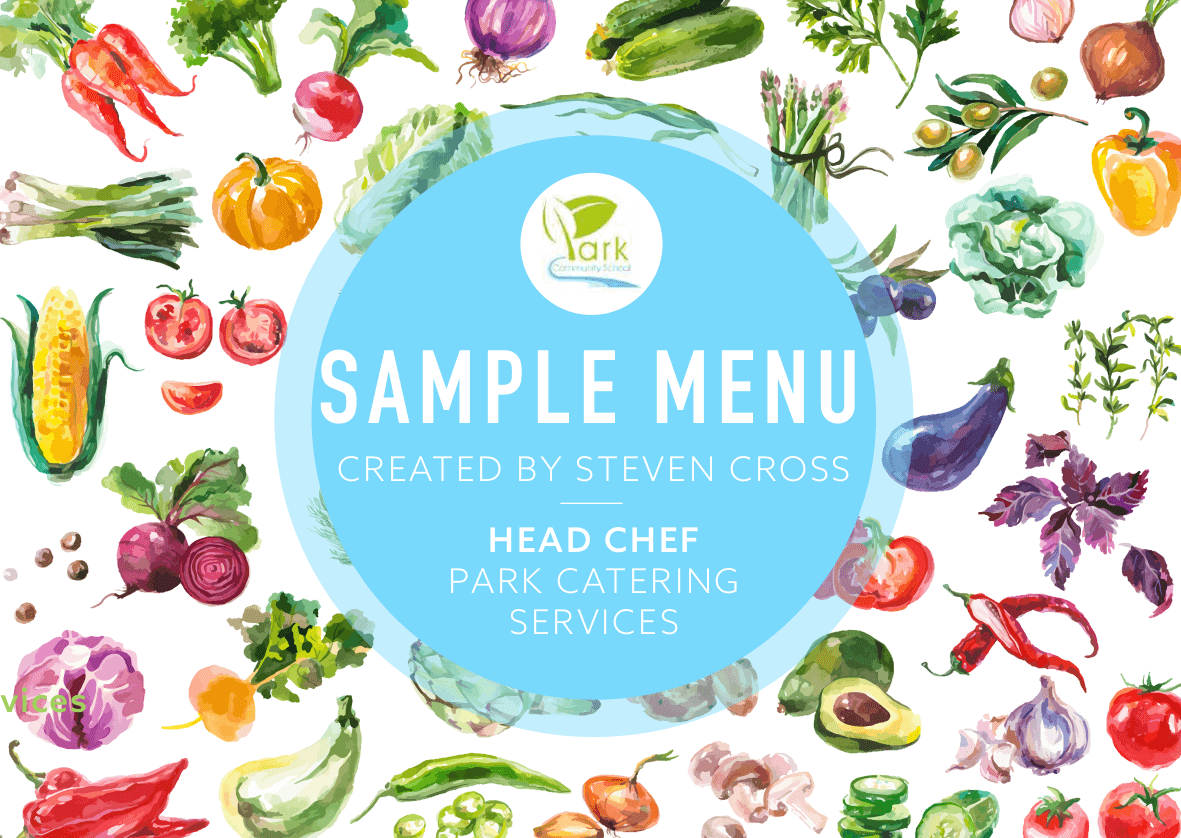 Park
Community School
SAMPLE MENU
CREATED BY STEVEN CROSS
HEAD CHEF
PARK CATERING
SERVICES
vices